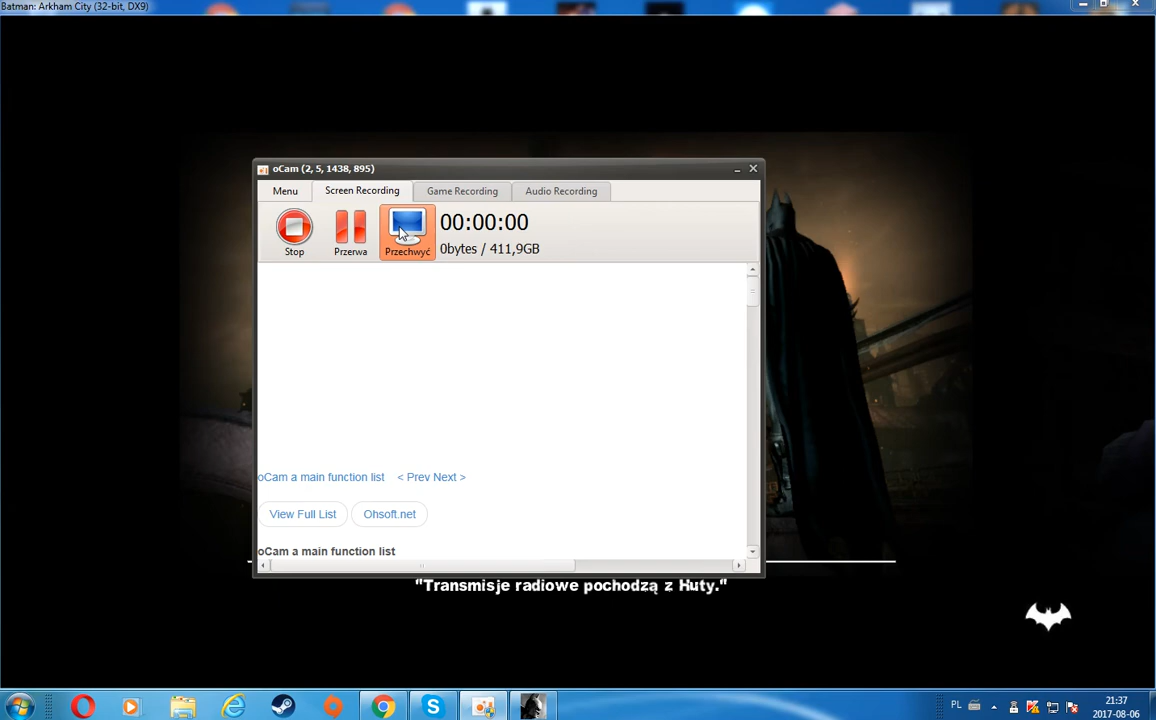 Batman: Arkham City (32-bit, DX9)
oCam (2, 5, 1438, 895)
Menu Screen Recording Game Recording Audio Recording
00:00:00
Stop Przerwa Przechwyć 0bytes / 411,9GB
oCam a main function list < Prev Next >
View Full List Ohsoft.net
oCam a main function list
"Transmisje radiowe pochodzą z Huty."
PL
21:37
2017-08-06